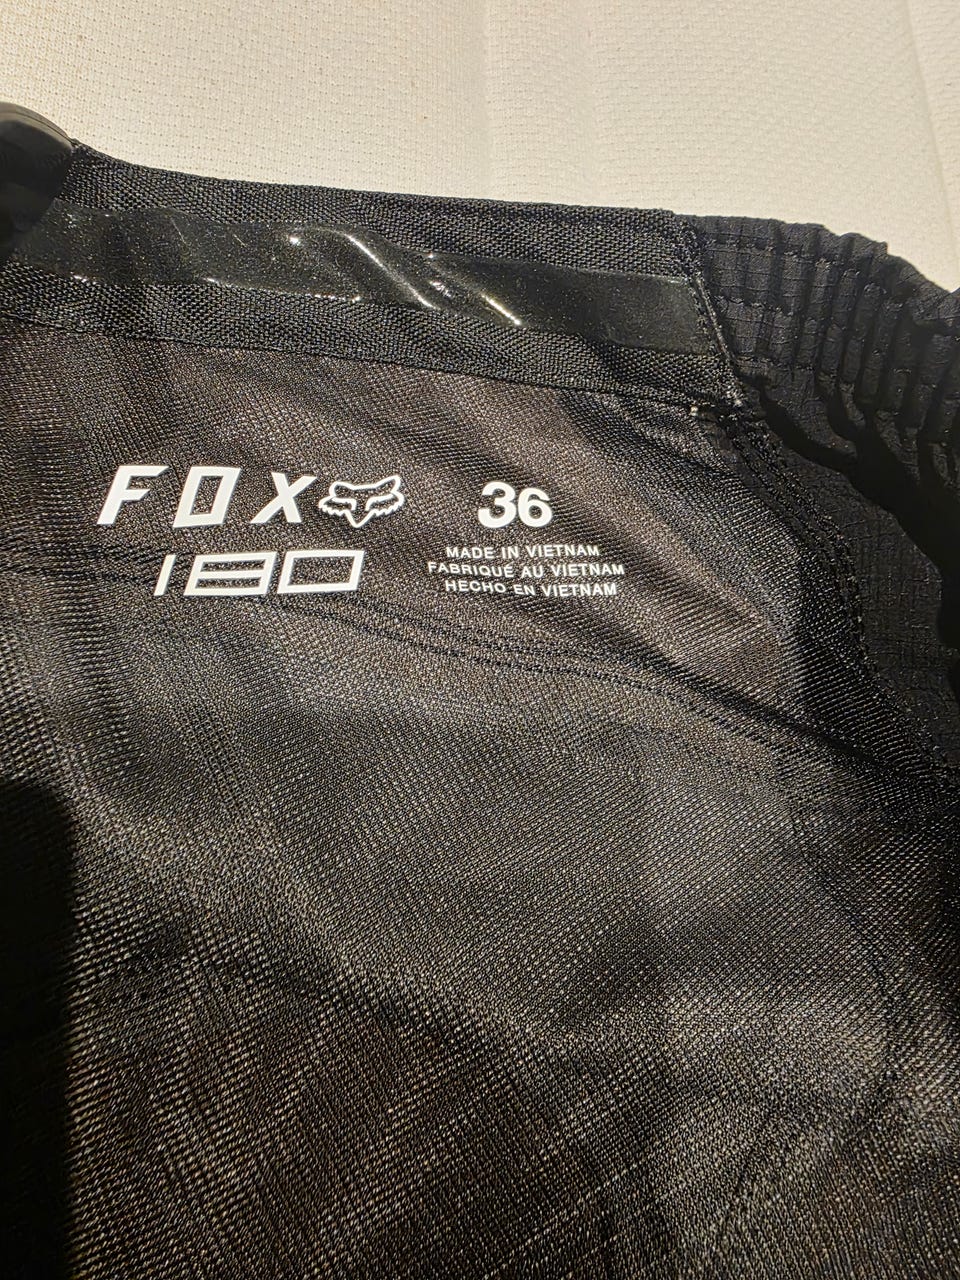 FOX
180
36
MADE IN VIETNAM
FABRIQUÉ AU VIETNAM
HECHO EN VIETNAM